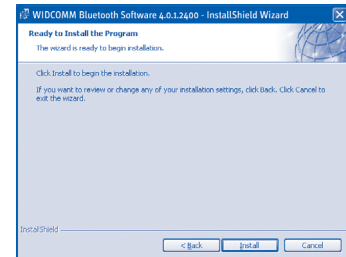 WIDCOMM Bluetooth Software 4.0.1.2400 - InstallShield Wizard
Ready to Install the Program
The wizard is ready to begin installation.
Click Install to begin the installation.
If you want to review or change any of your installation settings, click Back. Click Cancel to
exit the wizard.
InstallShield
< Back Install Cancel